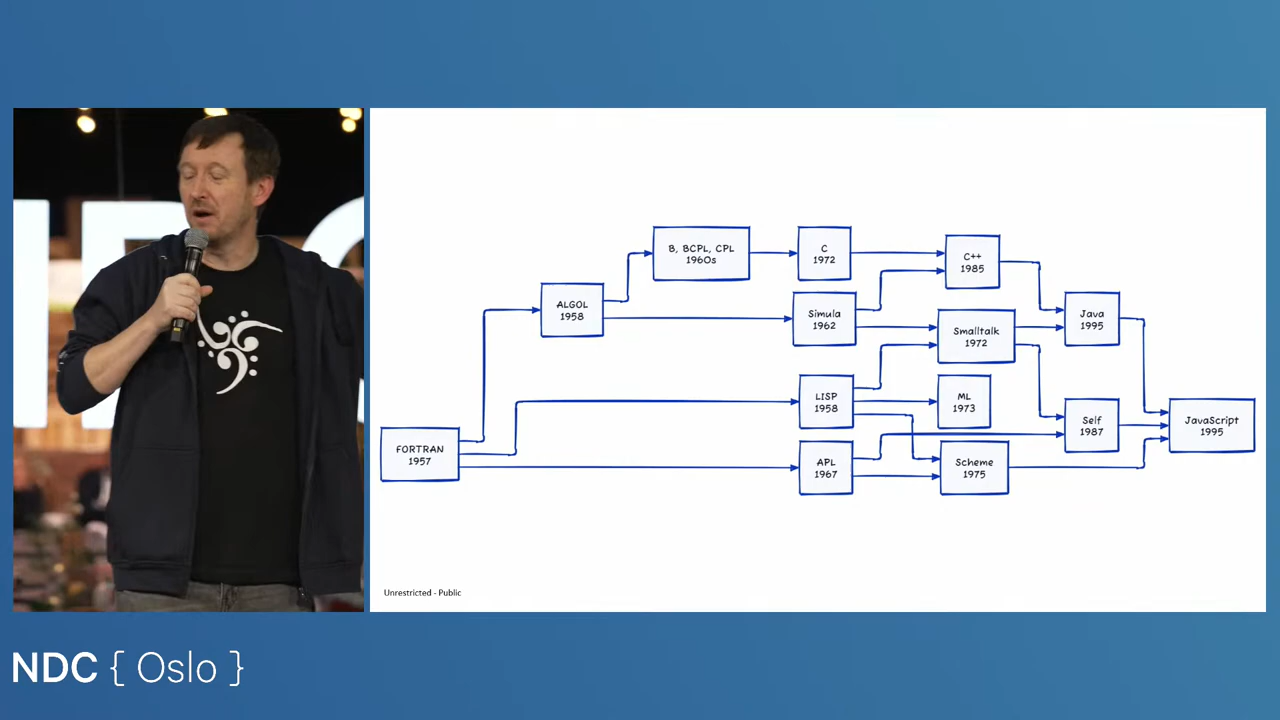 B, BCPL, CPL
1960s
C
1972
C++
1985
ALGOL
1958
Simula
1962
Smalltalk
1972
Java
1995
LISP
1958
ML
1973
Self
1987
JavaScript
1995
FORTRAN
1957
APL
1967
Scheme
1975
Unrestricted - Public
NDC { Oslo }